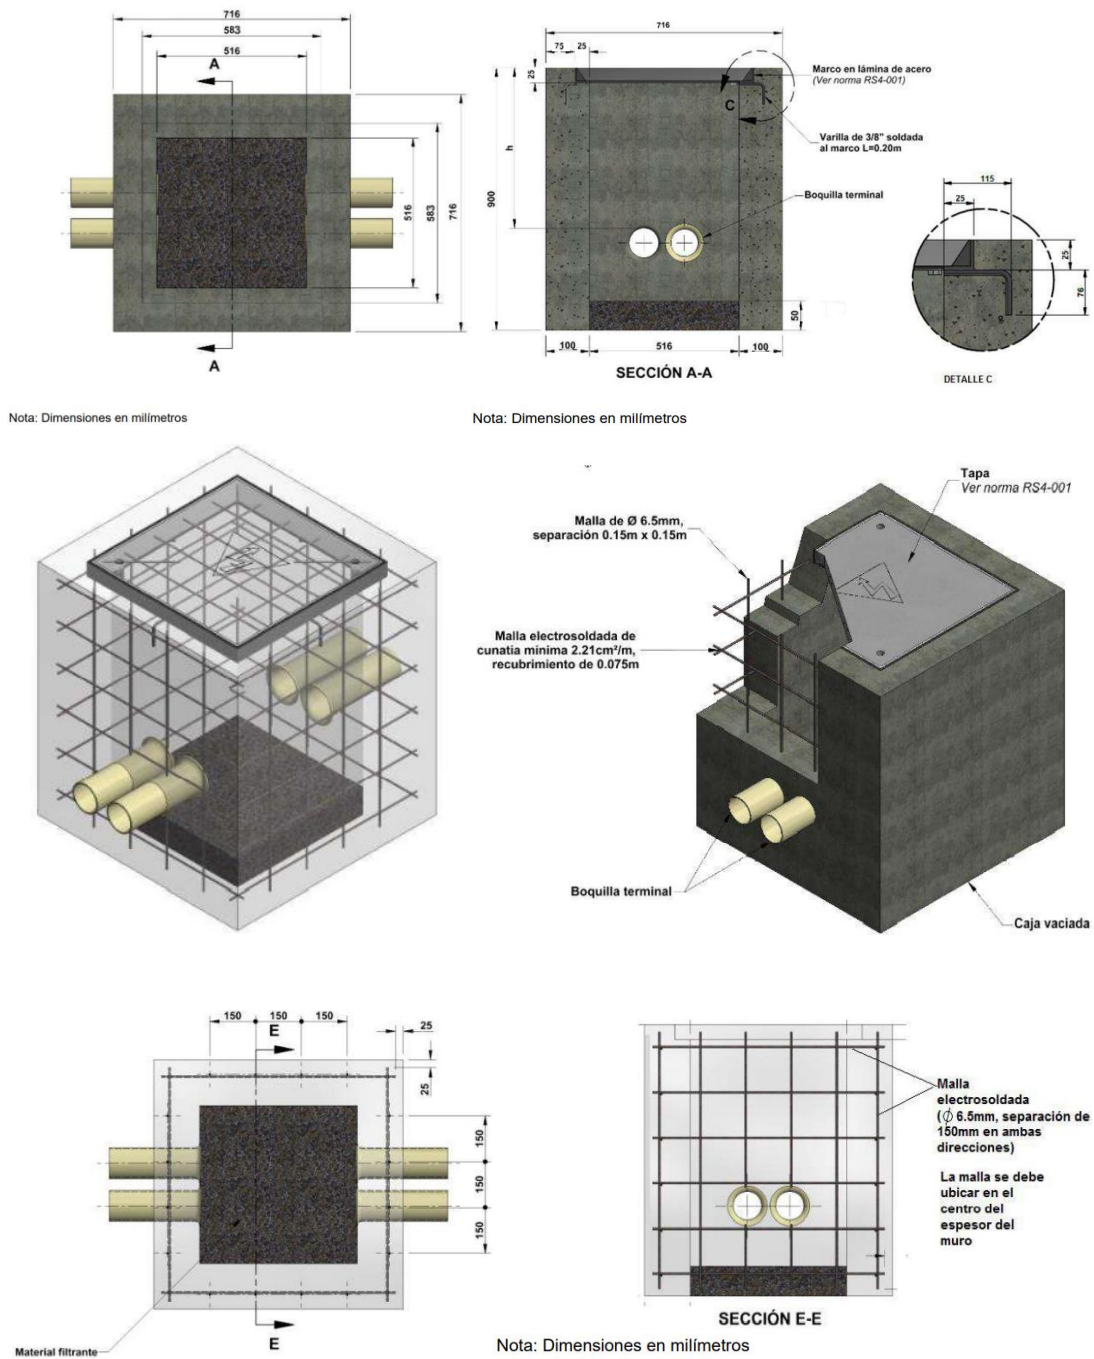 716
583
516
A
516
583
716
A
716
75
25
25
Marco en lámina de acero
(Ver norma RS4-001)
C
Varilla de 3/8" soldada
al marco L=0.20m
h
900
Boquilla terminal
50
100
516
100
SECCIÓN A-A
115
25
25
76
DETALLE C
Nota: Dimensiones en milímetros
Nota: Dimensiones en milímetros
Tapa
Ver norma RS4-001
Malla de Ø 6.5mm,
separación 0.15m x 0.15m
Malla electrosoldada de
cunatia minima 2.21cm²/m,
recubrimiento de 0.075m
Boquilla terminal
Caja vaciada
150
150
150
25
E
25
150
150
150
E
Material filtrante
Malla
electrosoldada
(∅ 6.5mm, separación de
150mm en ambas
direcciones)
La malla se debe
ubicar en el
centro del
espesor del
muro
SECCIÓN E-E
Nota: Dimensiones en milímetros